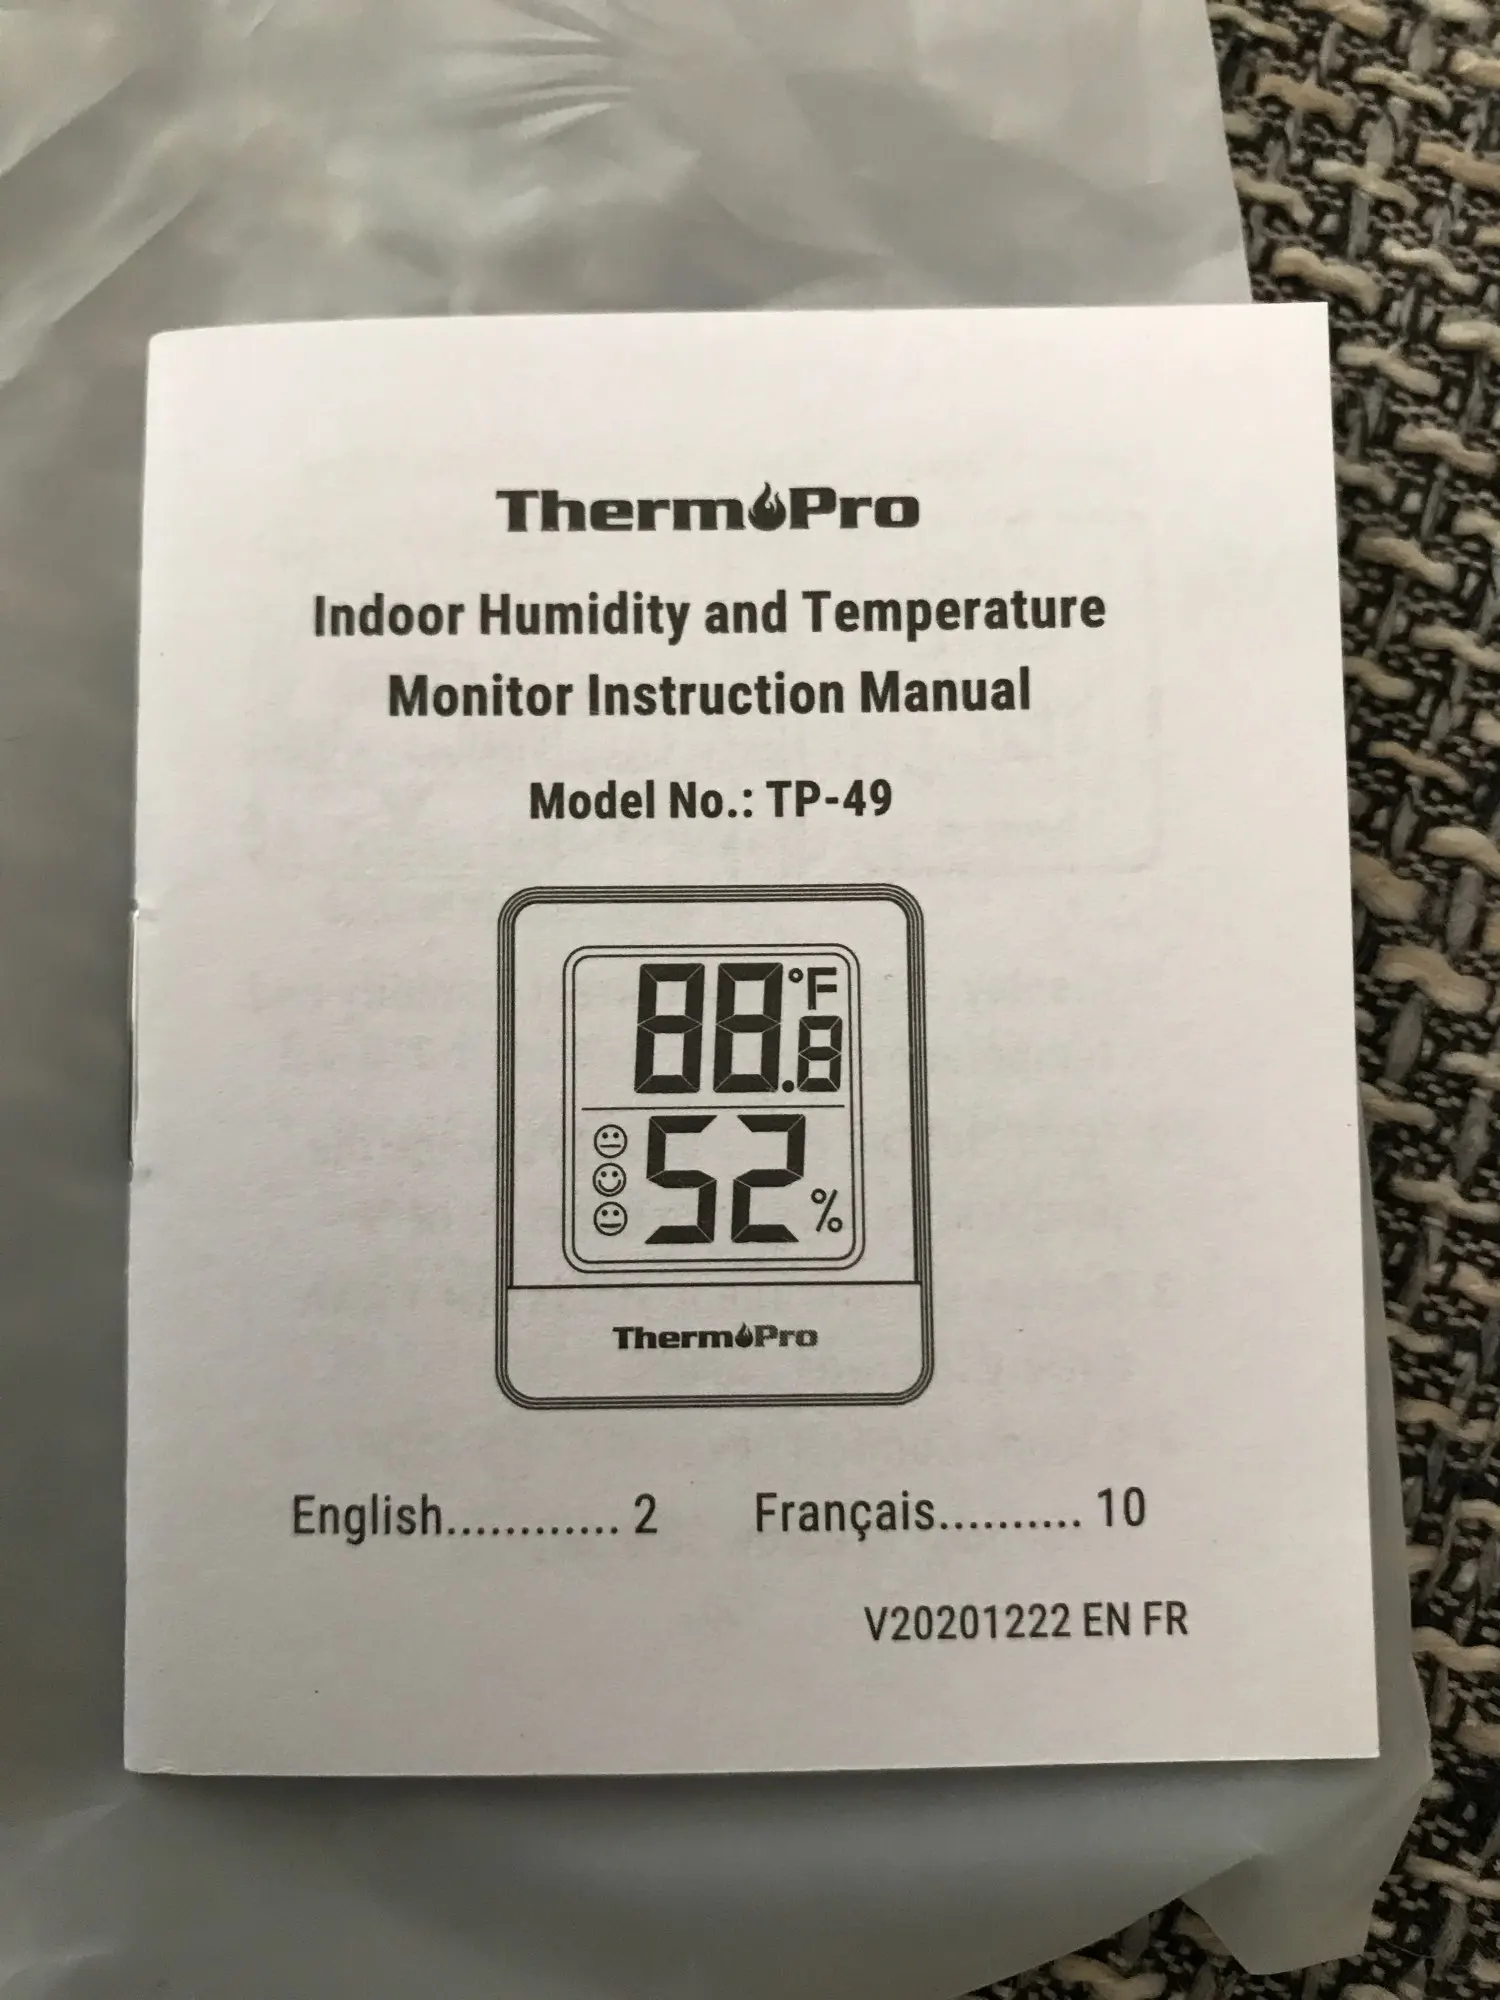 ThermoPro
Indoor Humidity and Temperature
Monitor Instruction Manual
Model No.: TP-49
88.8 °F
52 %
ThermoPro
English............ 2 Français.......... 10
V20201222 EN FR